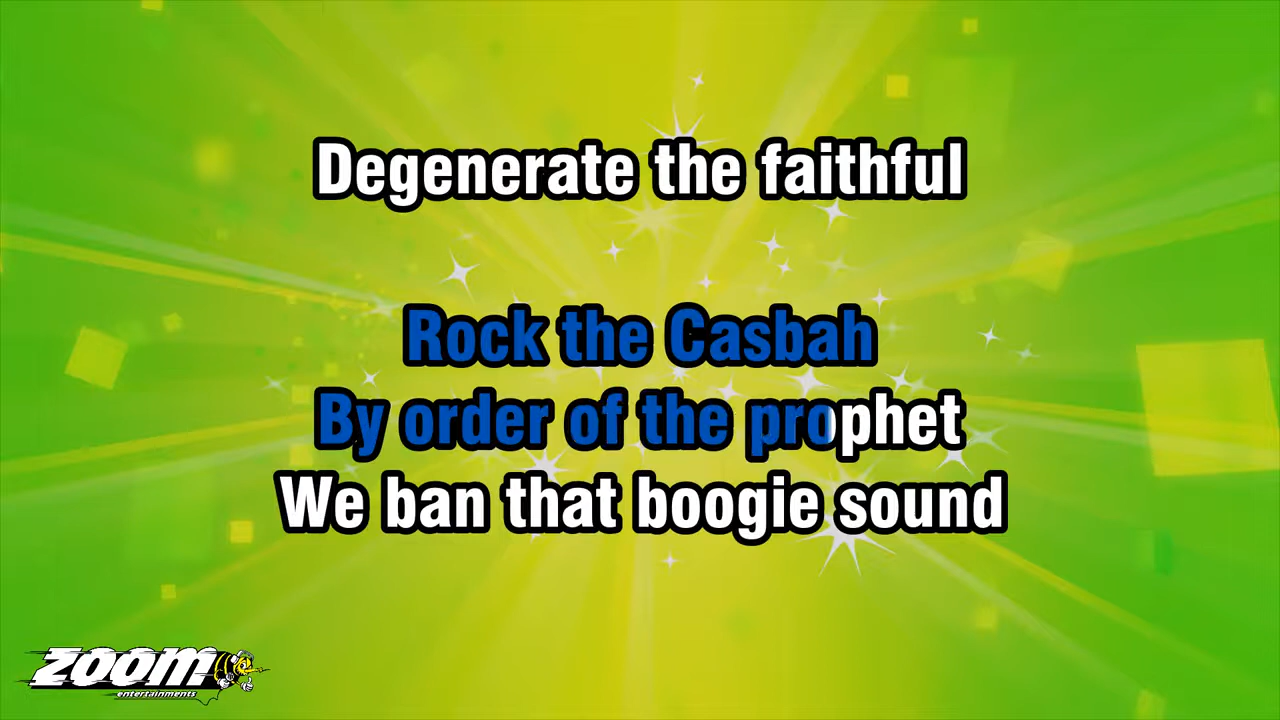 Degenerate the faithful
Rock the Casbah
By order of the prophet
We ban that boogie sound
zoom
entertainments